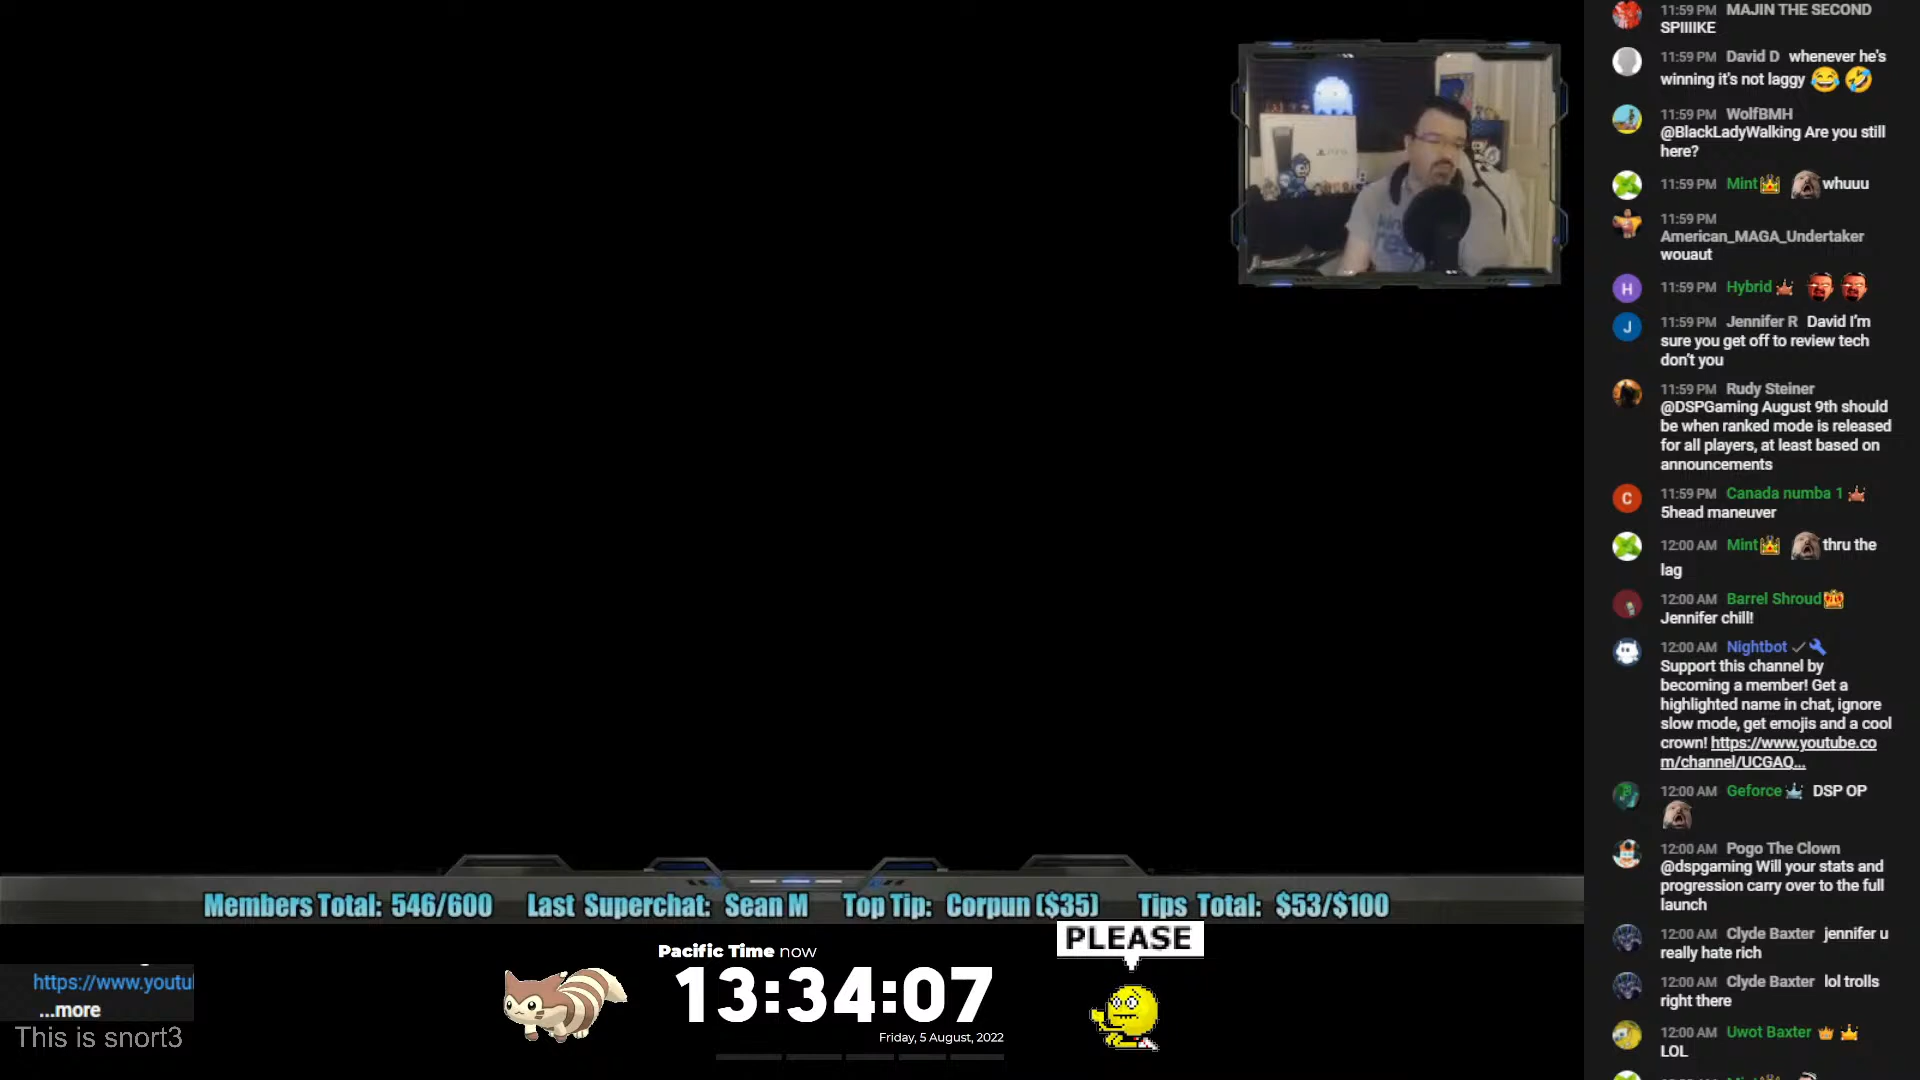 11:59 PM MAJIN THE SECOND
SPIIIIKE
11:59 PM David D whenever he's
winning it's not laggy
11:59 PM WolfBMH
@BlackLadyWalking Are you still
here?
11:59 PM Mint whuuu
11:59 PM
American_MAGA_Undertaker
wouaut
H
11:59 PM Hybrid
J
11:59 PM Jennifer R David I'm
sure you get off to review tech
don't you
11:59 PM Rudy Steiner
@DSPGaming August 9th should
be when ranked mode is released
for all players, at least based on
announcements
C
11:59 PM Canada numba 1
5head maneuver
12:00 AM Mint thru the
lag
12:00 AM Barrel Shroud
Jennifer chill!
12:00 AM Nightbot
Support this channel by
becoming a member! Get a
highlighted name in chat, ignore
slow mode, get emojis and a cool
crown! https://www.youtube.co
m/channel/UCGAQ...
12:00 AM Geforce DSP OP
12:00 AM Pogo The Clown
@dspgaming Will your stats and
progression carry over to the full
launch
12:00 AM Clyde Baxter jennifer u
really hate rich
12:00 AM Clyde Baxter lol trolls
right there
12:00 AM Uwot Baxter
LOL
Members Total: 546/600 Last Superchat: Sean M Top Tip: Corpun ($35) Tips Total: $53/$100
PLEASE
Pacific Time now
13:34:07
Friday, 5 August, 2022
https://www.youtu
...more
This is snort3